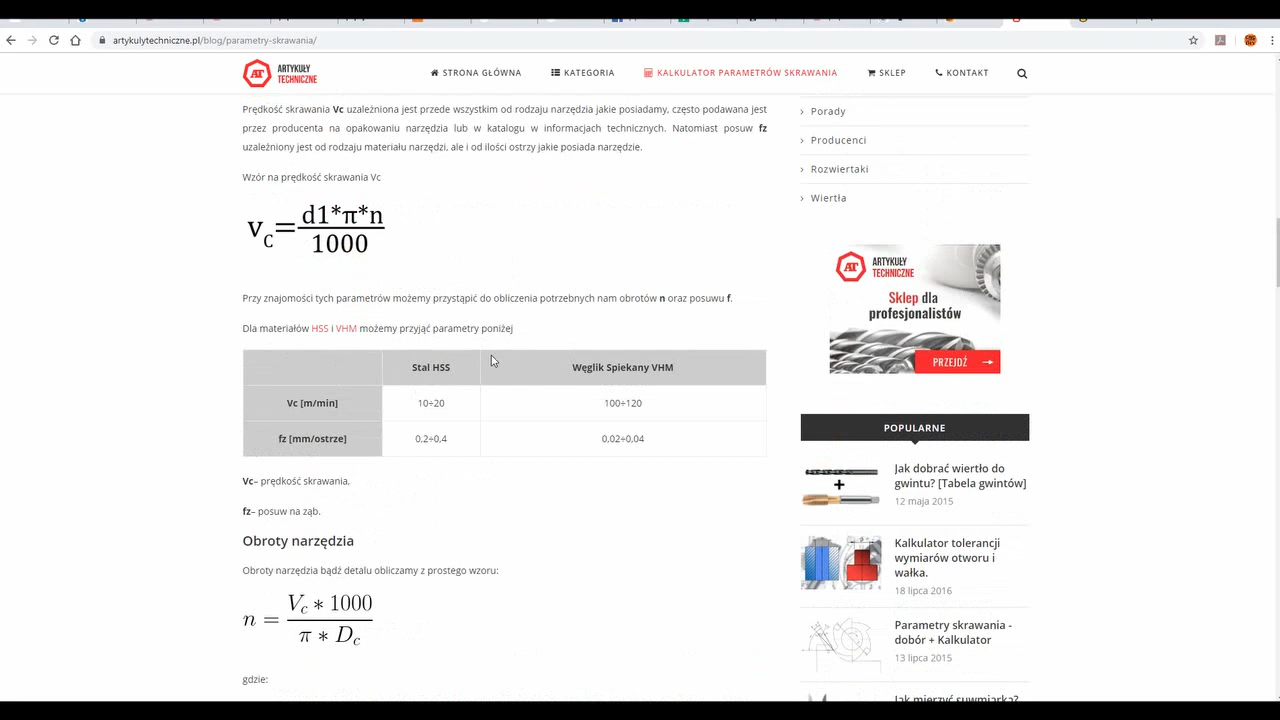 artykulytechniczne.pl/blog/parametry-skrawania/
ARTYKUŁY
TECHNICZNE
STRONA GŁÓWNA
KATEGORIA
KALKULATOR PARAMETRÓW SKRAWANIA
SKLEP
KONTAKT
Prędkość skrawania Vc uzależniona jest przede wszystkim od rodzaju narzędzia jakie posiadamy, często podawana jest
przez producenta na opakowaniu narzędzia lub w katalogu w informacjach technicznych. Natomiast posuw fz
uzależniony jest od rodzaju materiału narzędzi, ale i od ilości ostrzy jakie posiada narzędzie.
Wzór na prędkość skrawania Vc
vC=d1*π*n/1000
Przy znajomości tych parametrów możemy przystąpić do obliczenia potrzebnych nam obrotów n oraz posuwu f.
Dla materiałów HSS i VHM możemy przyjąć parametry poniżej
Stal HSS Węglik Spiekany VHM
Vc [m/min] 10÷20 100÷120
fz [mm/ostrze] 0,2÷0,4 0,02÷0,04
Vc– prędkość skrawania,
fz– posuw na ząb.
Obroty narzędzia
Obroty narzędzia bądź detalu obliczamy z prostego wzoru:
n = Vc * 1000 / π * Dc
gdzie:
Porady
Producenci
Rozwiertaki
Wiertła
AT ARTYKUŁY
TECHNICZNE
Sklep dla
profesjonalistów
PRZEJDŹ
POPULARNE
Jak dobrać wiertło do
gwintu? [Tabela gwintów]
12 maja 2015
Kalkulator tolerancji
wymiarów otworu i
wałka.
18 lipca 2016
Parametry skrawania -
dobór + Kalkulator
13 lipca 2015
Jak mierzyć suwmiarką?